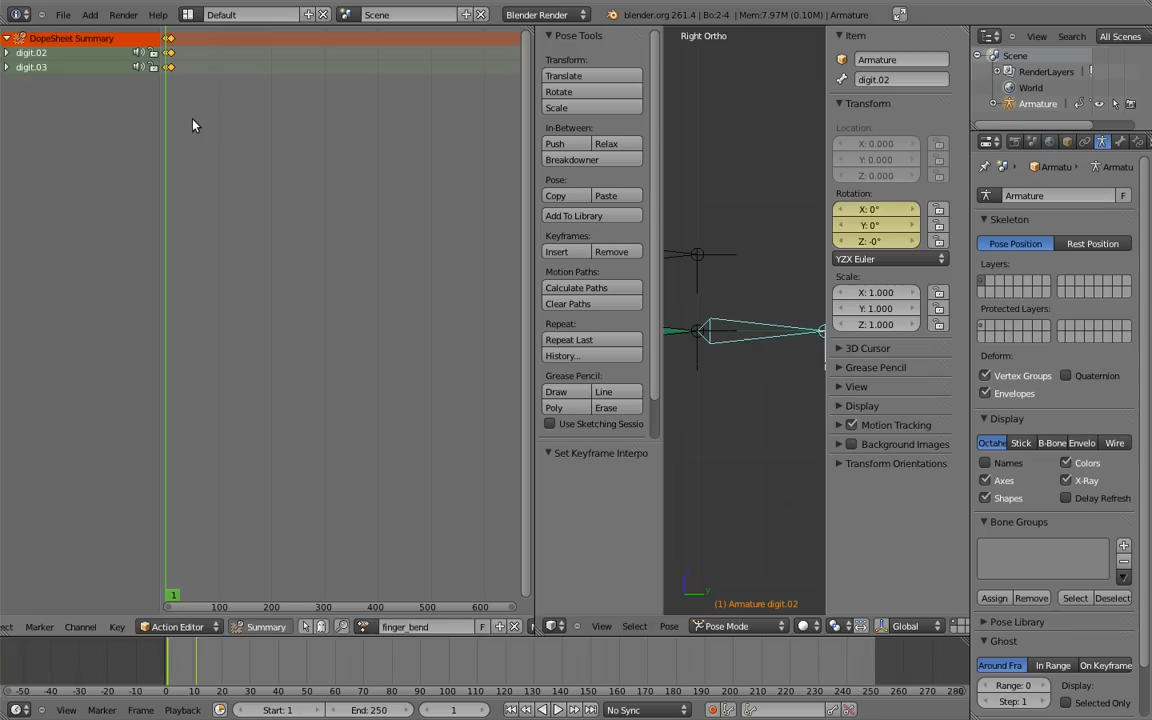 File Add Render Help Default Scene Blender Render blender.org 261.4 | Bo:2-4 | Mem:7.97M (0.10M) | Armature
DopeSheet Summary
digit.02
digit.03
1
100 200 300 400 500 600
Marker Channel Key Action Editor Summary finger_bend F
Pose Tools
Transform:
Translate
Rotate
Scale
In-Between:
Push Relax
Breakdowner
Pose:
Copy Paste
Add To Library
Keyframes:
Insert Remove
Motion Paths:
Calculate Paths
Clear Paths
Repeat:
Repeat Last
History...
Grease Pencil:
Draw Line
Poly Erase
Use Sketching Sessio
Set Keyframe Interpo
Right Ortho
(1) Armature digit.02
View Select Pose Pose Mode Global
Item
Armature
digit.02
Transform
Location:
X: 0.000
Y: 0.000
Z: 0.000
Rotation:
X: 0°
Y: 0°
Z: -0°
YZX Euler
Scale:
X: 1.000
Y: 1.000
Z: 1.000
3D Cursor
Grease Pencil
View
Display
Motion Tracking
Background Images
Transform Orientations
View Search All Scenes
Scene
RenderLayers
World
Armature
Armatu Armatu
Armature F
Skeleton
Pose Position Rest Position
Layers:
Protected Layers:
Deform:
Vertex Groups Quaternion
Envelopes
Display
Octahe Stick B-Bone Envelo Wire
Names Colors
Axes X-Ray
Shapes Delay Refresh
Bone Groups
Assign Remove Select Deselect
Pose Library
Ghost
Around Fra In Range On Keyframe
Range: 0 Display:
Step: 1 Selected Only
-50 -40 -30 -20 -10 0 10 20 30 40 50 60 70 80 90 100 110 120 130 140 150 160 170 180 190 200 210 220 230 240 250 260 270 280
View Marker Frame Playback Start: 1 End: 250 1 No Sync